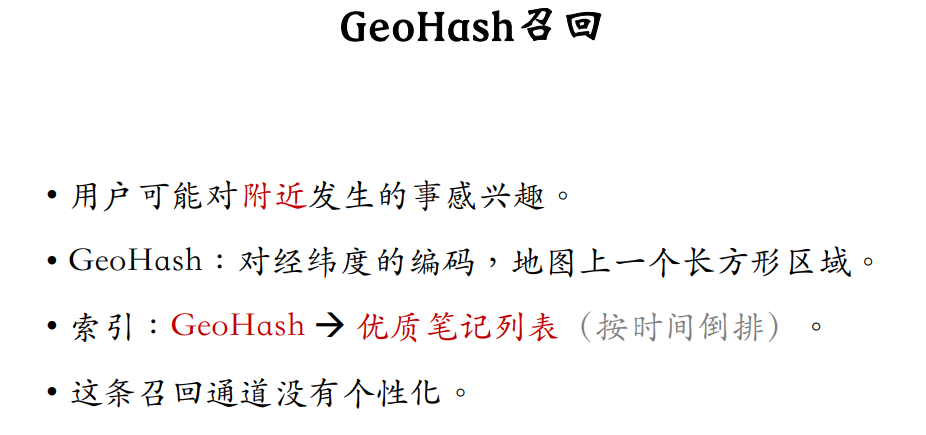 GeoHash召回
• 用户可能对附近发生的事感兴趣。
• GeoHash：对经纬度的编码，地图上一个长方形区域。
• 索引：GeoHash → 优质笔记列表（按时间倒排）。
• 这条召回通道没有个性化。